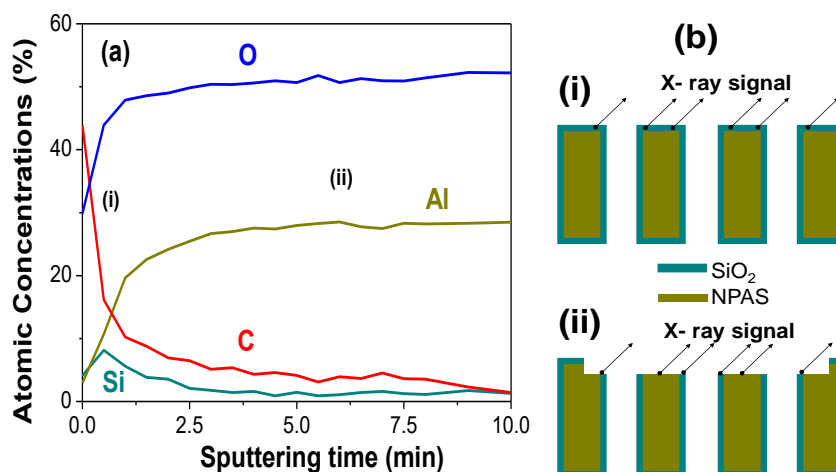 (a)
O
(i)
(ii)
Al
C
Si
60
40
20
0
0.0 2.5 5.0 7.5 10.0
Atomic Concentrations (%)
Sputtering time (min)
(b)
(i)
X- ray signal
SiO2
NPAS
(ii)
X- ray signal